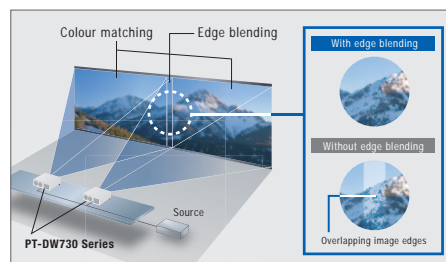 Colour matching
Edge blending
With edge blending
Without edge blending
Source
PT-DW730 Series
Overlapping image edges